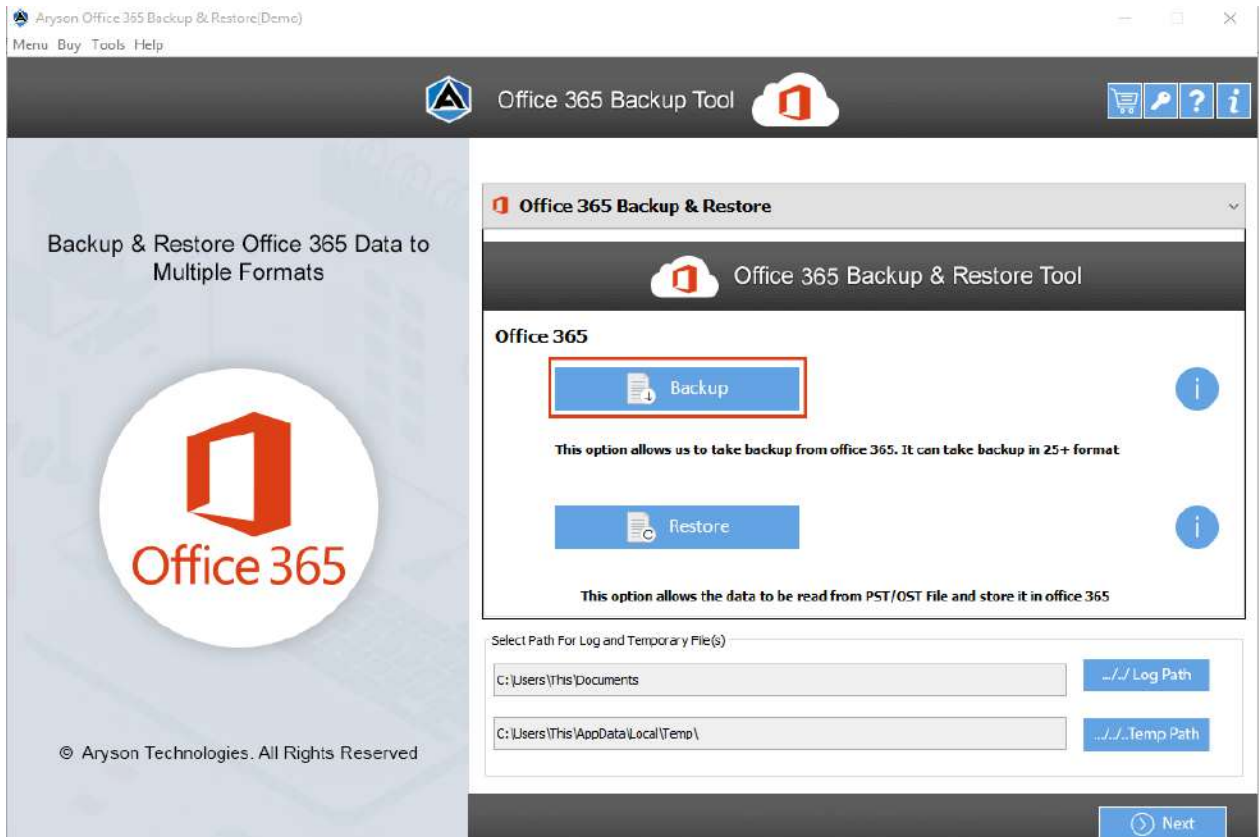 Aryson Office 365 Backup & Restore(Demo)
Menu Buy Tools Help
Office 365 Backup Tool
Backup & Restore Office 365 Data to
Multiple Formats
Office 365
© Aryson Technologies. All Rights Reserved
Office 365 Backup & Restore
Office 365 Backup & Restore Tool
Office 365
Backup
This option allows us to take backup from office 365. It can take backup in 25+ format
Restore
This option allows the data to be read from PST/OST File and store it in office 365
Select Path For Log and Temporary File(s)
C:\Users\This\Documents
.../../ Log Path
C:\Users\This\AppData\Local\Temp\
.../../..Temp Path
Next